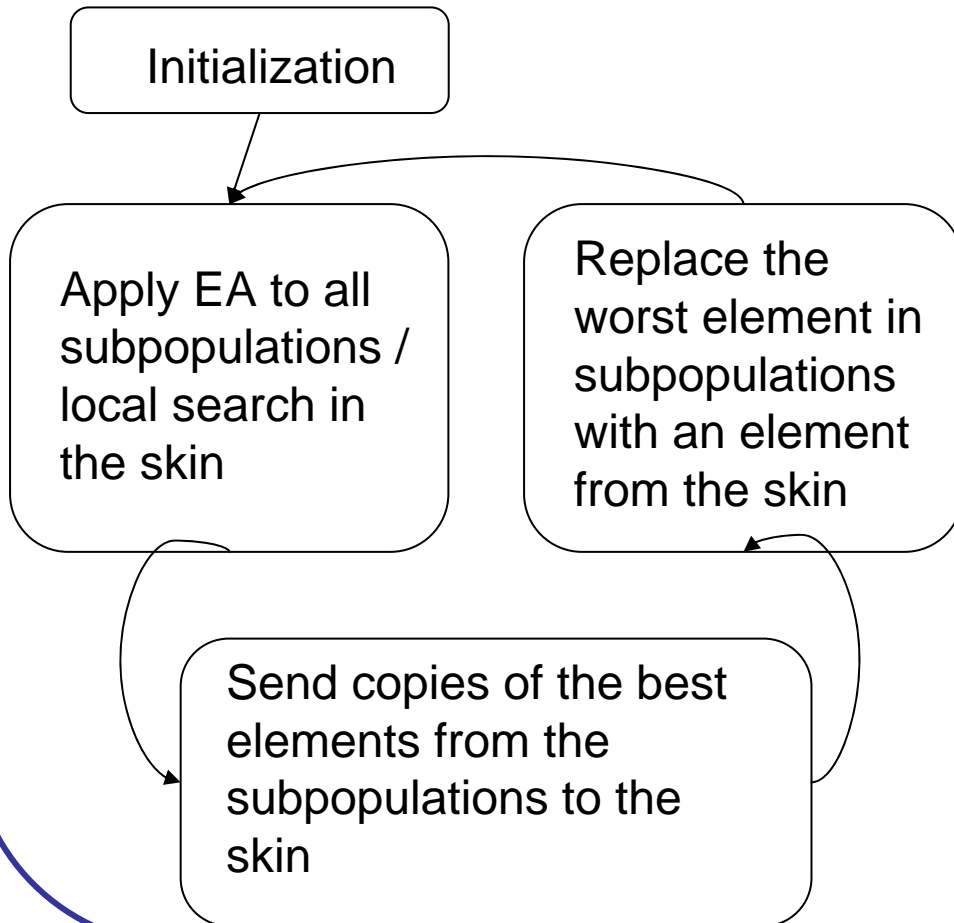 Initialization
Apply EA to all
subpopulations /
local search in
the skin
Replace the
worst element in
subpopulations
with an element
from the skin
Send copies of the best
elements from the
subpopulations to the
skin